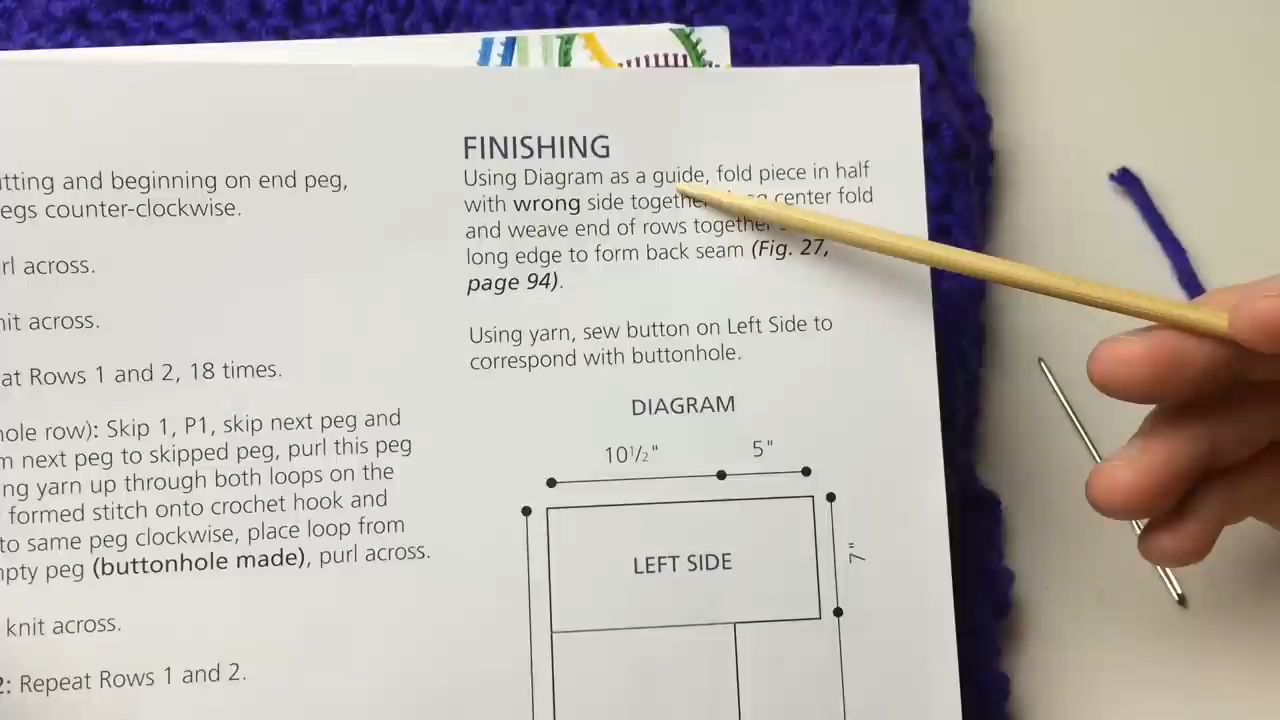 tting and beginning on end peg,
egs counter-clockwise.
rl across.
nit across.
at Rows 1 and 2, 18 times.
hole row): Skip 1, P1, skip next peg and
m next peg to skipped peg, purl this peg
ng yarn up through both loops on the
formed stitch onto crochet hook and
to same peg clockwise, place loop from
mpty peg (buttonhole made), purl across.
knit across.
2: Repeat Rows 1 and 2.
FINISHING
Using Diagram as a guide, fold piece in half
with wrong side together center fold
and weave end of rows together
long edge to form back seam (Fig. 27,
page 94).
Using yarn, sew button on Left Side to
correspond with buttonhole.
DIAGRAM
10½" 5"
LEFT SIDE
7"